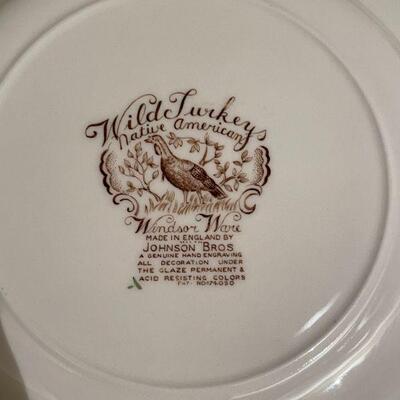 Wild Turkeys
Native American
Windsor Ware
MADE IN ENGLAND BY
JOHNSON BROS
A GENUINE HAND ENGRAVING
ALL DECORATION UNDER
THE GLAZE PERMANENT &
ACID RESISTING COLORS